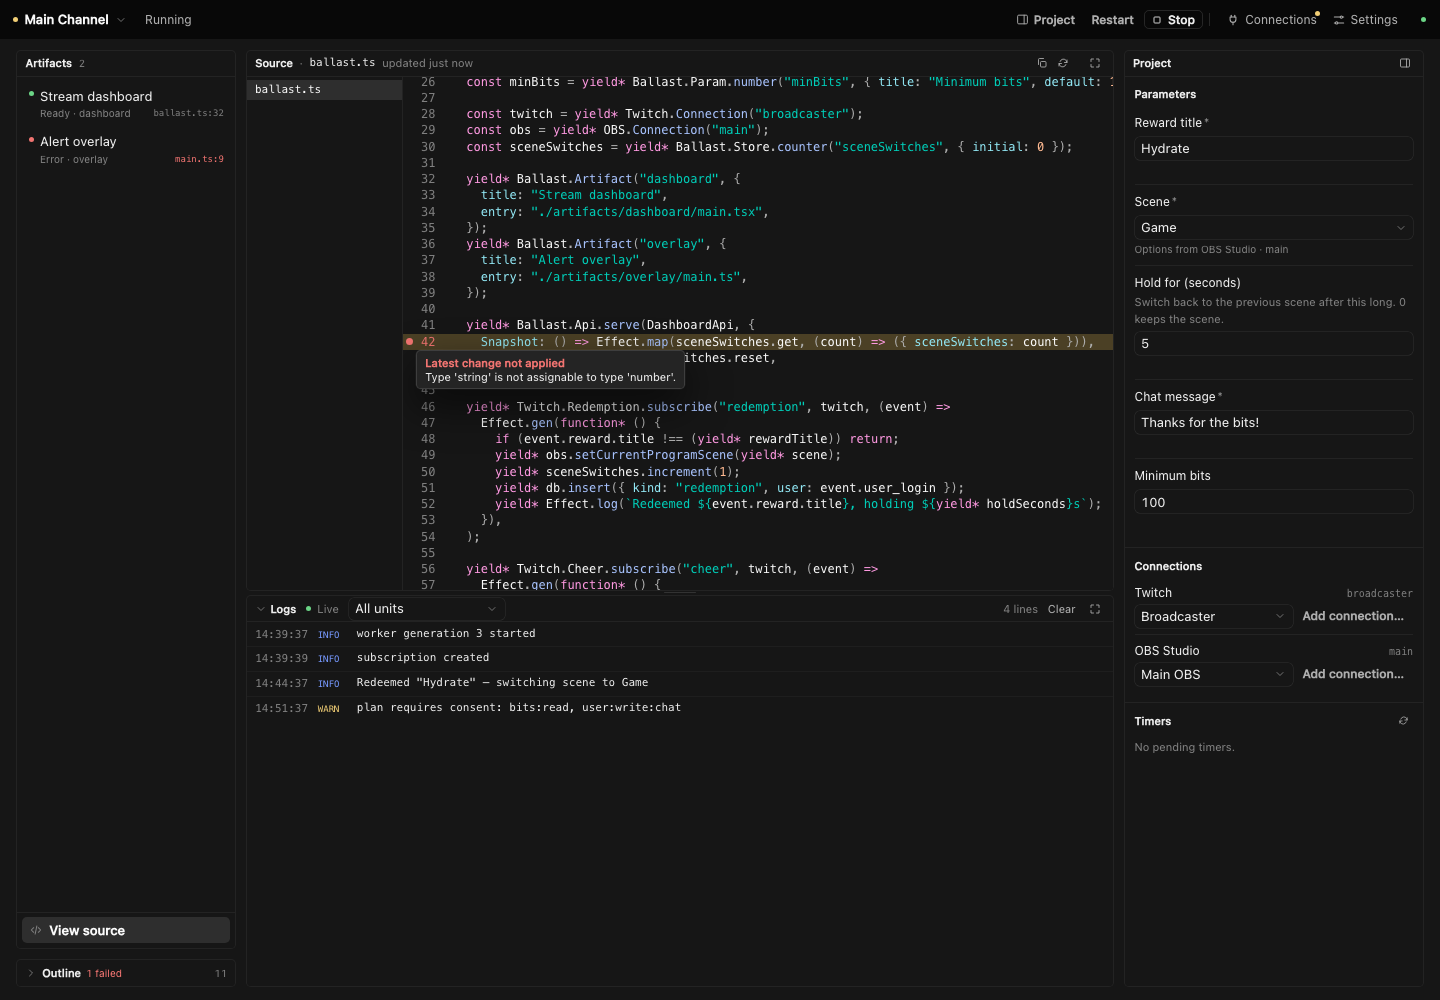 Main Channel
Running
Project
Restart
Stop
Connections
Settings
Artifacts 2
Stream dashboard
Ready · dashboard ballast.ts:32
Alert overlay
Error · overlay main.ts:9
View source
Outline 1 failed 11
Source · ballast.ts updated just now
ballast.ts
26 const minBits = yield* Ballast.Param.number("minBits", { title: "Minimum bits", default: 1
27
28 const twitch = yield* Twitch.Connection("broadcaster");
29 const obs = yield* OBS.Connection("main");
30 const sceneSwitches = yield* Ballast.Store.counter("sceneSwitches", { initial: 0 });
31
32 yield* Ballast.Artifact("dashboard", {
33 title: "Stream dashboard",
34 entry: "./artifacts/dashboard/main.tsx",
35 });
36 yield* Ballast.Artifact("overlay", {
37 title: "Alert overlay",
38 entry: "./artifacts/overlay/main.ts",
39 });
40
41 yield* Ballast.Api.serve(DashboardApi, {
42 Snapshot: () => Effect.map(sceneSwitches.get, (count) => ({ sceneSwitches: count })),
itches.reset,
Latest change not applied
Type 'string' is not assignable to type 'number'.
45
46 yield* Twitch.Redemption.subscribe("redemption", twitch, (event) =>
47 Effect.gen(function* () {
48 if (event.reward.title !== (yield* rewardTitle)) return;
49 yield* obs.setCurrentProgramScene(yield* scene);
50 yield* sceneSwitches.increment(1);
51 yield* db.insert({ kind: "redemption", user: event.user_login });
52 yield* Effect.log(`Redeemed ${event.reward.title}, holding ${yield* holdSeconds}s`);
53 }),
54 );
55
56 yield* Twitch.Cheer.subscribe("cheer", twitch, (event) =>
57 Effect.gen(function* () {
Logs Live All units 4 lines Clear
14:39:37 INFO worker generation 3 started
14:39:39 INFO subscription created
14:44:37 INFO Redeemed "Hydrate" — switching scene to Game
14:51:37 WARN plan requires consent: bits:read, user:write:chat
Project
Parameters
Reward title*
Hydrate
Scene*
Game
Options from OBS Studio · main
Hold for (seconds)
Switch back to the previous scene after this long. 0
keeps the scene.
5
Chat message*
Thanks for the bits!
Minimum bits
100
Connections
Twitch broadcaster
Broadcaster Add connection...
OBS Studio main
Main OBS Add connection...
Timers
No pending timers.